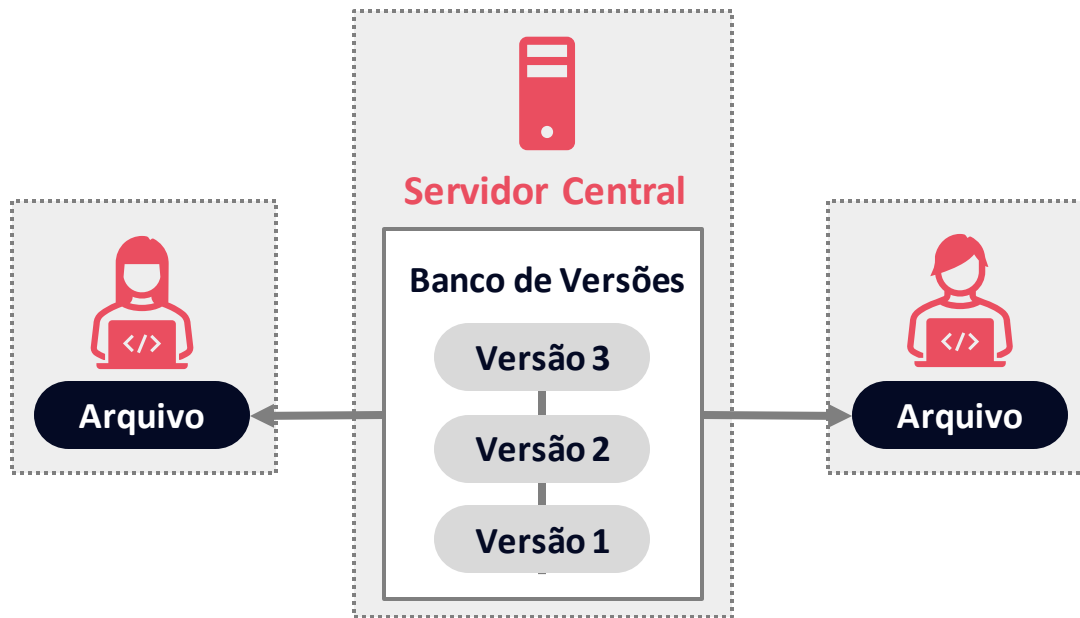 Servidor Central
Banco de Versões
Versão 3
Versão 2
Versão 1
Arquivo
</>
Arquivo
</>